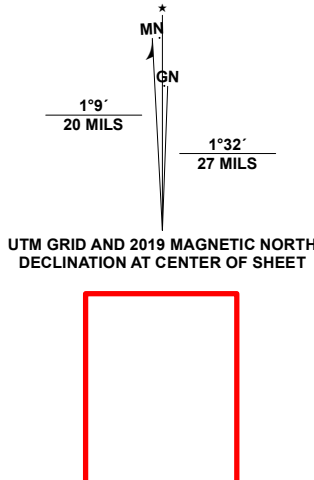 ★
MN
GN
1°9´
20 MILS
1°32´
27 MILS
UTM GRID AND 2019 MAGNETIC NORTH
DECLINATION AT CENTER OF SHEET